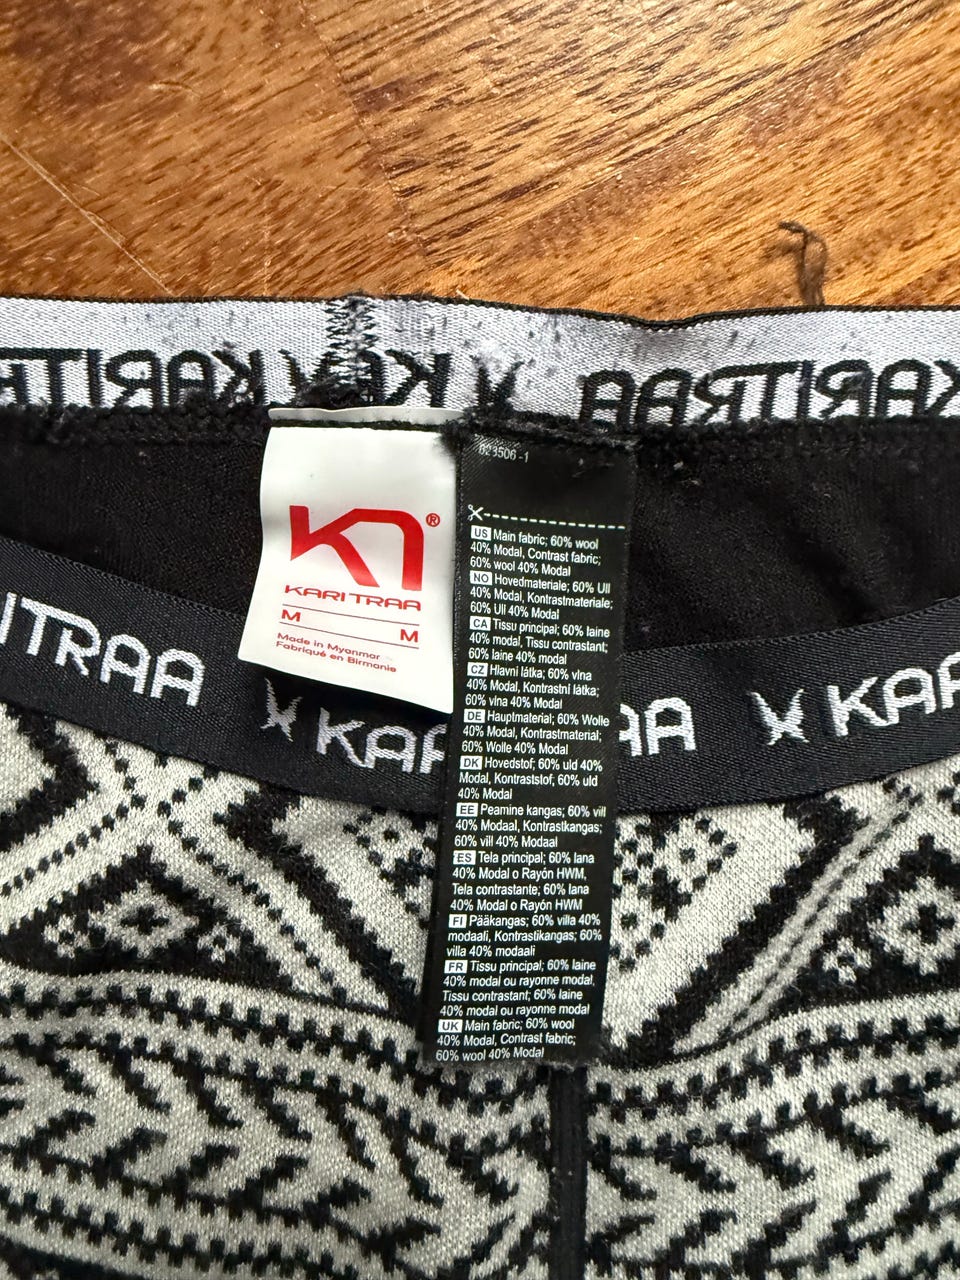 KARITRAA
KARI TRAA
KARITRAA
KARITRAA
K1®
KARI TRAA
M
M
Made in Myanmar
Fabriqué en Birmanie
623506-1
US Main fabric; 60% wool
40% Modal, Contrast fabric;
60% wool 40% Modal
NO Hovedmateriale; 60% Ull
40% Modal, Kontrastmateriale;
60% Ull 40% Modal
CA Tissu principal; 60% laine
40% modal, Tissu contrastant;
60% laine 40% modal
CZ Hlavní látka; 60% vlna
40% Modal, Kontrastní látka;
60% vlna 40% Modal
DE Hauptmaterial; 60% Wolle
40% Modal, Kontrastmaterial;
60% Wolle 40% Modal
DK Hovedstof; 60% uld 40%
Modal, Kontraststof, 60% uld
40% Modal
EE Peamine kangas; 60% vill
40% Modaal, Kontrastkangas;
60% vill 40% Modaal
ES Tela principal; 60% lana
40% Modal o Rayón HWM,
Tela contrastante; 60% lana
40% Modal o Rayón HWM
FI Pääkangas; 60% villa 40%
modaali, Kontrastikangas; 60%
villa 40% modaali
FR Tissu principal; 60% laine
40% modal ou rayonne modal,
Tissu contrastant; 60% laine
40% modal ou rayonne modal
UK Main fabric; 60% wool
40% Modal, Contrast fabric;
60% wool 40% Modal
ITRAA
KAR
AA
KAR